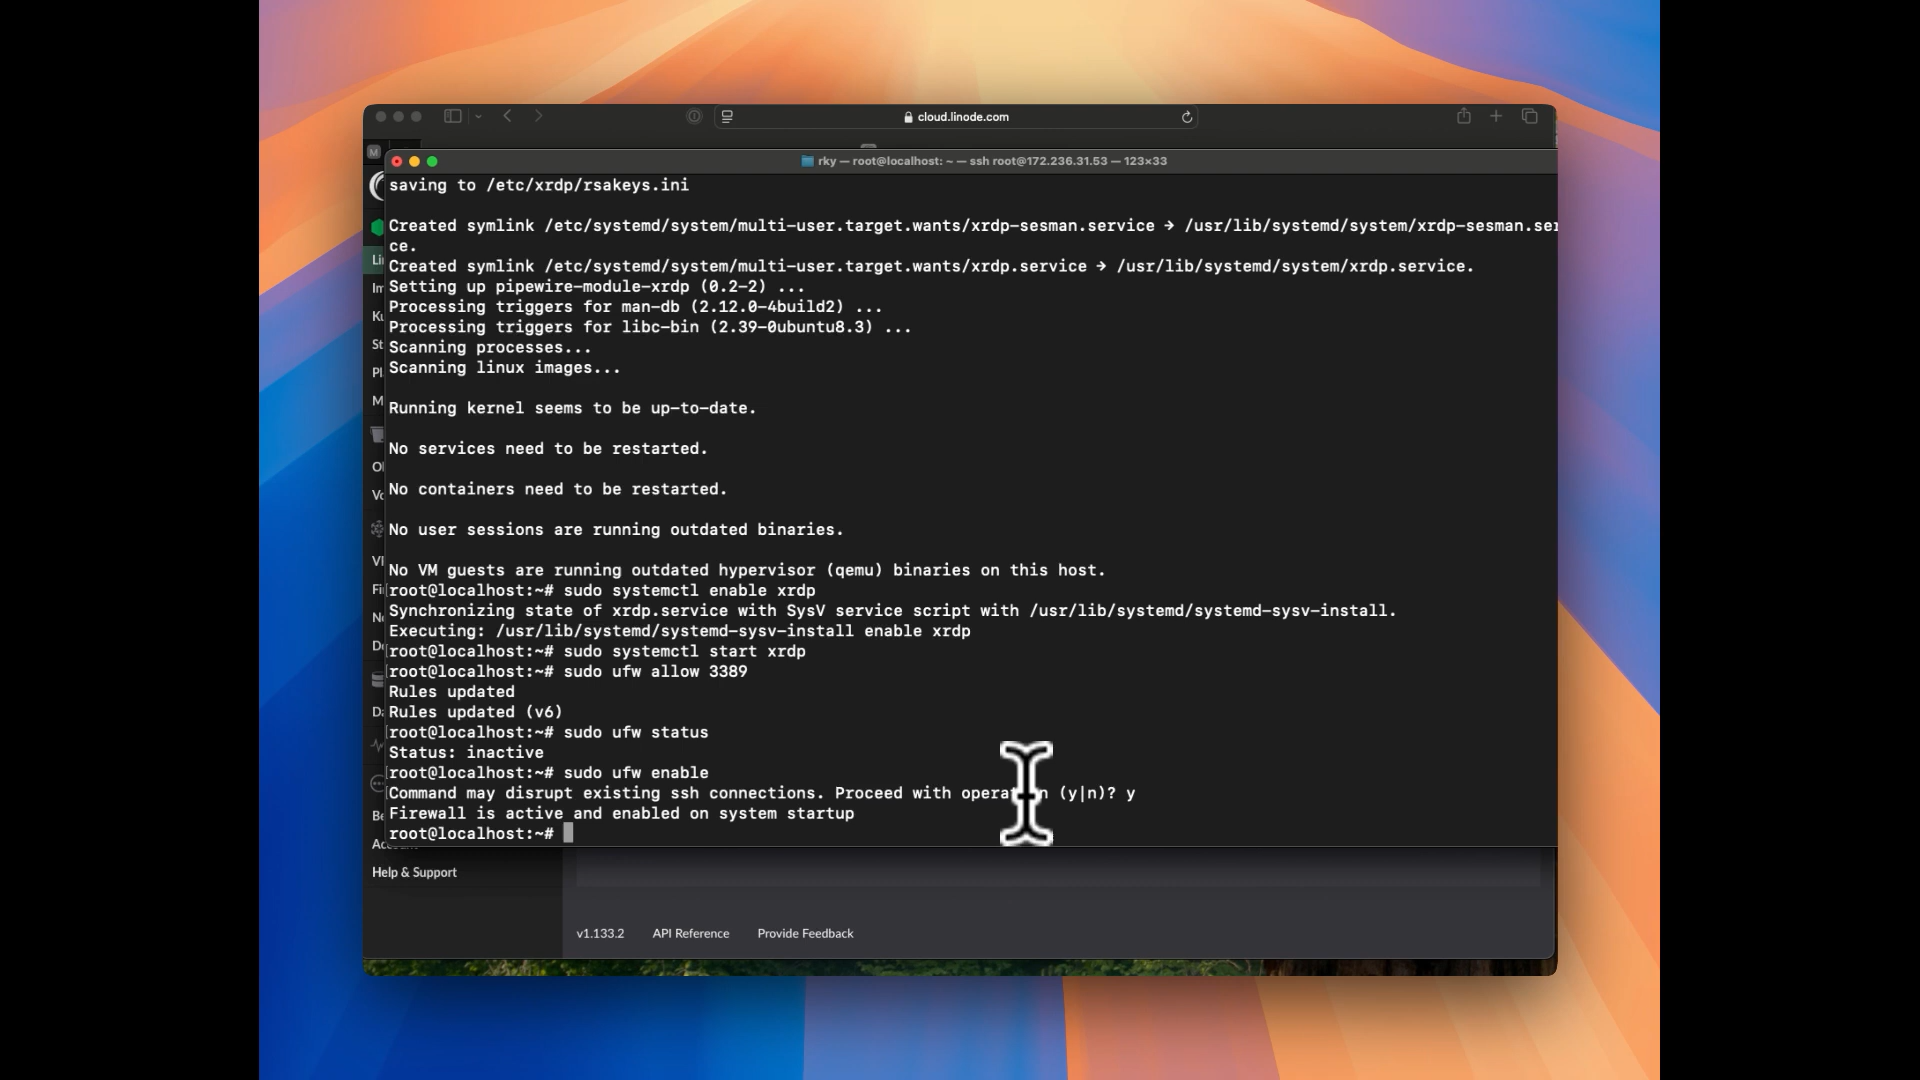 cloud.linode.com
M
rky — root@localhost: ~ — ssh root@172.236.31.53 — 123×33
saving to /etc/xrdp/rsakeys.ini
Created symlink /etc/systemd/system/multi-user.target.wants/xrdp-sesman.service → /usr/lib/systemd/system/xrdp-sesman.ser
ce.
Created symlink /etc/systemd/system/multi-user.target.wants/xrdp.service → /usr/lib/systemd/system/xrdp.service.
Setting up pipewire-module-xrdp (0.2-2) ...
Processing triggers for man-db (2.12.0-4build2) ...
Processing triggers for libc-bin (2.39-0ubuntu8.3) ...
Scanning processes...
Scanning linux images...
Running kernel seems to be up-to-date.
No services need to be restarted.
No containers need to be restarted.
No user sessions are running outdated binaries.
No VM guests are running outdated hypervisor (qemu) binaries on this host.
[root@localhost:~# sudo systemctl enable xrdp
Synchronizing state of xrdp.service with SysV service script with /usr/lib/systemd/systemd-sysv-install.
Executing: /usr/lib/systemd/systemd-sysv-install enable xrdp
[root@localhost:~# sudo systemctl start xrdp
[root@localhost:~# sudo ufw allow 3389
Rules updated
Rules updated (v6)
[root@localhost:~# sudo ufw status
Status: inactive
[root@localhost:~# sudo ufw enable
[Command may disrupt existing ssh connections. Proceed with operation (y|n)? y
Firewall is active and enabled on system startup
root@localhost:~#
Help & Support
v1.133.2 API Reference Provide Feedback